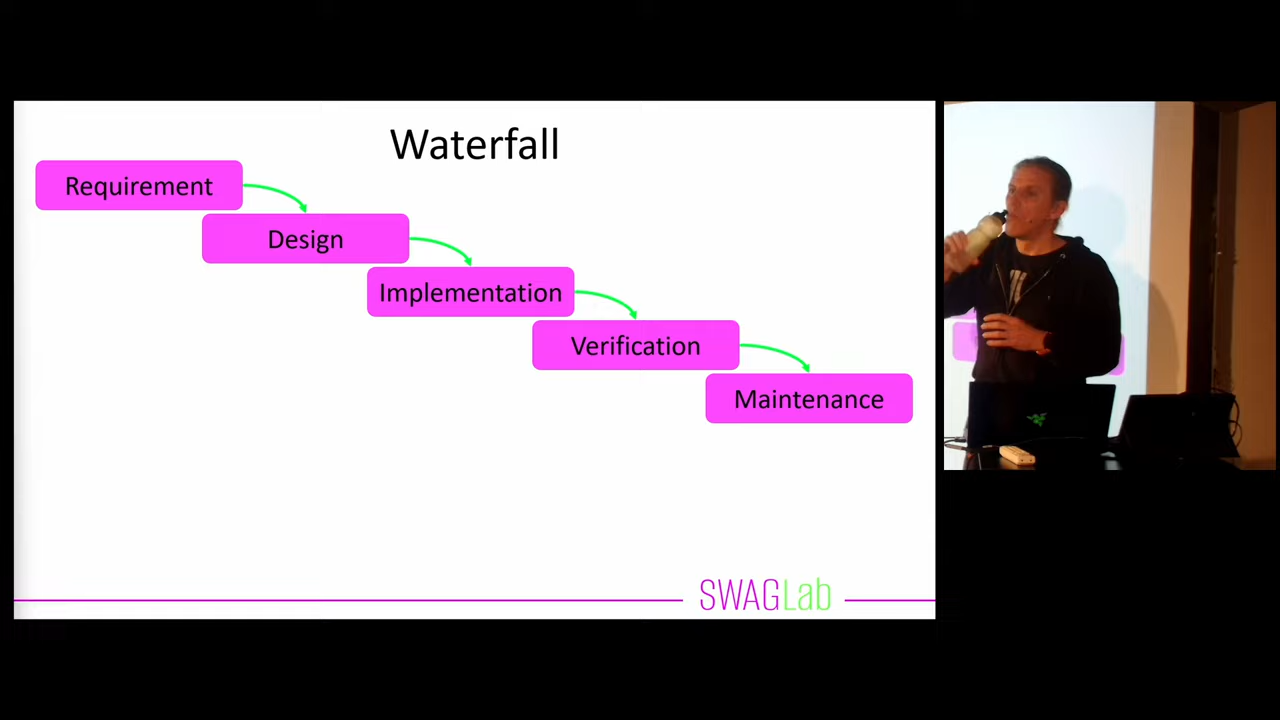 Waterfall
Requirement
Design
Implementation
Verification
Maintenance
SWAGLab